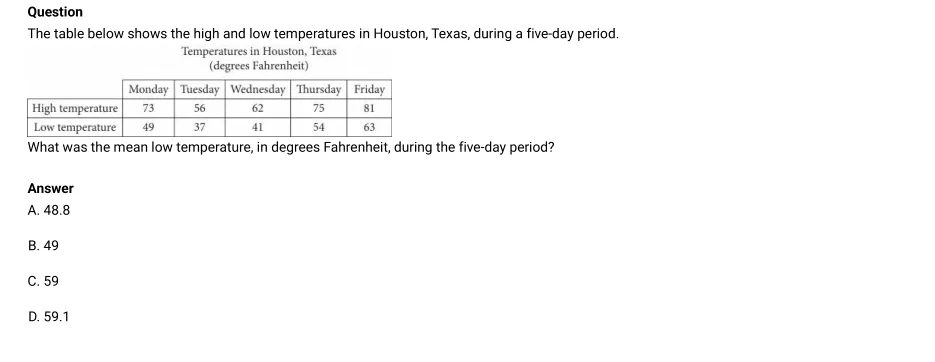 Question
The table below shows the high and low temperatures in Houston, Texas, during a five-day period.
Temperatures in Houston, Texas
(degrees Fahrenheit)
Monday Tuesday Wednesday Thursday Friday
High temperature 73 56 62 75 81
Low temperature 49 37 41 54 63
What was the mean low temperature, in degrees Fahrenheit, during the five-day period?
Answer
A. 48.8
B. 49
C. 59
D. 59.1